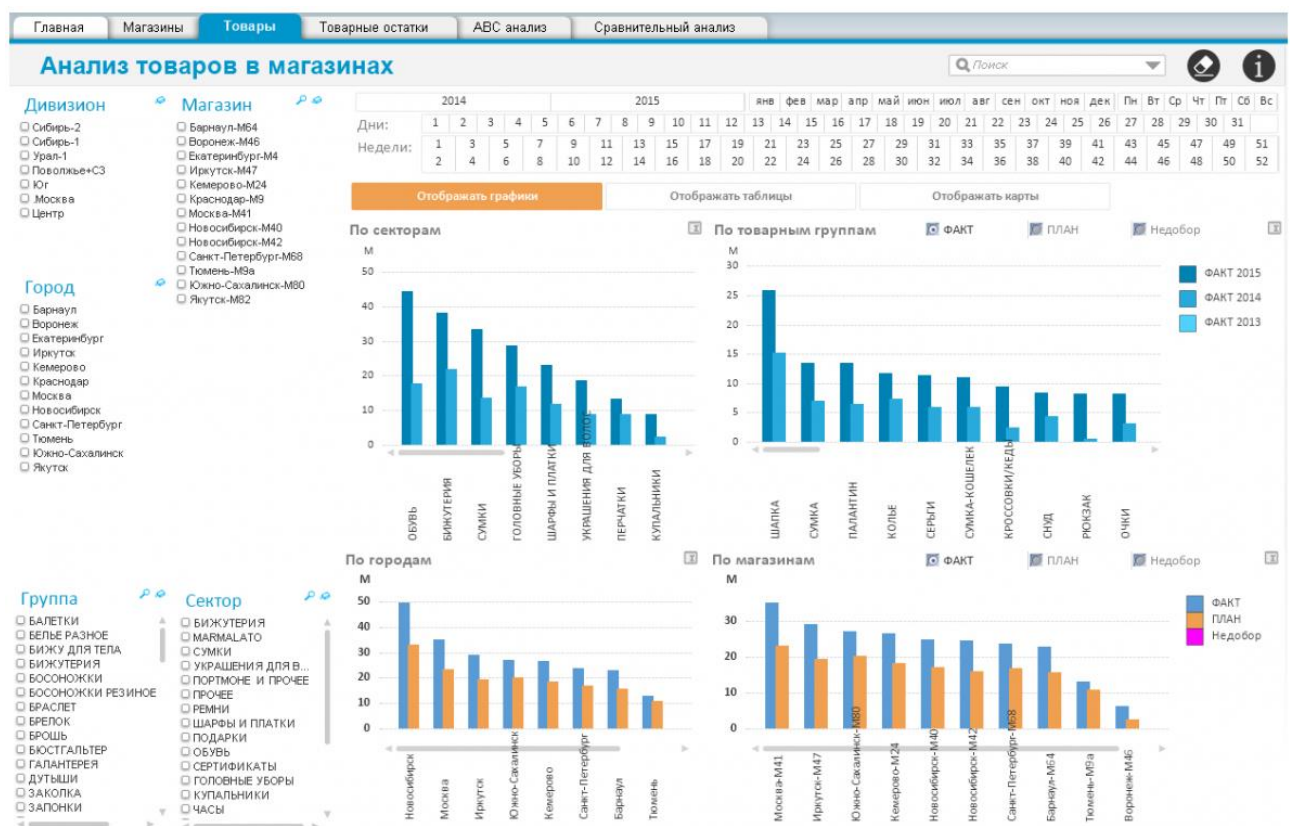 Главная Магазины Товары Товарные остатки ABC анализ Сравнительный анализ
Анализ товаров в магазинах
Поиск
Дивизион
Сибирь-2
Сибирь-1
Урал-1
Поволжье+СЗ
Юг
.Москва
Центр
Город
Барнаул
Воронеж
Екатеринбург
Иркутск
Кемерово
Краснодар
Москва
Новосибирск
Санкт-Петербург
Тюмень
Южно-Сахалинск
Якутск
Магазин
Барнаул-М64
Воронеж-М46
Екатеринбург-М4
Иркутск-М47
Кемерово-М24
Краснодар-М9
Москва-М41
Новосибирск-М40
Новосибирск-М42
Санкт-Петербург-М68
Тюмень-М9а
Южно-Сахалинск-М80
Якутск-М82
Группа
БАЛЕТКИ
БЕЛЬЕ РАЗНОЕ
БИЖУ ДЛЯ ТЕЛА
БИЖУТЕРИЯ
БОСОНОЖКИ
БОСОНОЖКИ РЕЗИНОЕ
БРАСЛЕТ
БРЕЛОК
БРОШЬ
БЮСТГАЛЬТЕР
ГАЛАНТЕРЕЯ
ДУТЫШИ
ЗАКОЛКА
ЗАПОНКИ
Сектор
БИЖУТЕРИЯ
MARMALATO
СУМКИ
УКРАШЕНИЯ ДЛЯ В...
ПОРТМОНЕ И ПРОЧЕЕ
ПРОЧЕЕ
РЕМНИ
ШАРФЫ И ПЛАТКИ
ПОДАРКИ
ОБУВЬ
СЕРТИФИКАТЫ
ГОЛОВНЫЕ УБОРЫ
КУПАЛЬНИКИ
ЧАСЫ
2014 2015 янв фев мар апр май июн июл авг сен окт ноя дек Пн Вт Ср Чт Пт Сб Вс
Дни: 1 2 3 4 5 6 7 8 9 10 11 12 13 14 15 16 17 18 19 20 21 22 23 24 25 26 27 28 29 30 31
Недели: 1 3 5 7 9 11 13 15 17 19 21 23 25 27 29 31 33 35 37 39 41 43 45 47 49 51
2 4 6 8 10 12 14 16 18 20 22 24 26 28 30 32 34 36 38 40 42 44 46 48 50 52
Отображать графики Отображать таблицы Отображать карты
По секторам
М
50
40
30
20
10
0
ОБУВЬ
БИЖУТЕРИЯ
СУМКИ
ГОЛОВНЫЕ УБОРЫ
ШАРФЫ И ПЛАТКИ
УКРАШЕНИЯ ДЛЯ ВОЛОС
ПЕРЧАТКИ
КУПАЛЬНИКИ
По товарным группам ФАКТ ПЛАН Недобор
М
30
25
20
15
10
5
0
ШАПКА
СУМКА
ПАЛАНТИН
КОЛЬЕ
СЕРЬГИ
СУМКА-КОШЕЛЕК
КРОССОВКИ/КЕДЫ
СНУД
РЮКЗАК
ОЧКИ
ФАКТ 2015
ФАКТ 2014
ФАКТ 2013
По городам
М
50
40
30
20
10
0
Новосибирск
Москва
Иркутск
Южно-Сахалинск
Кемерово
Санкт-Петербург
Барнаул
Тюмень
По магазинам ФАКТ ПЛАН Недобор
М
30
20
10
0
Москва-М41
Иркутск-М47
Южно-Сахалинск-М80
Кемерово-М24
Новосибирск-М40
Новосибирск-М42
Санкт-Петербург-М68
Барнаул-М64
Тюмень-М9а
Воронеж-М46
ФАКТ
ПЛАН
Недобор